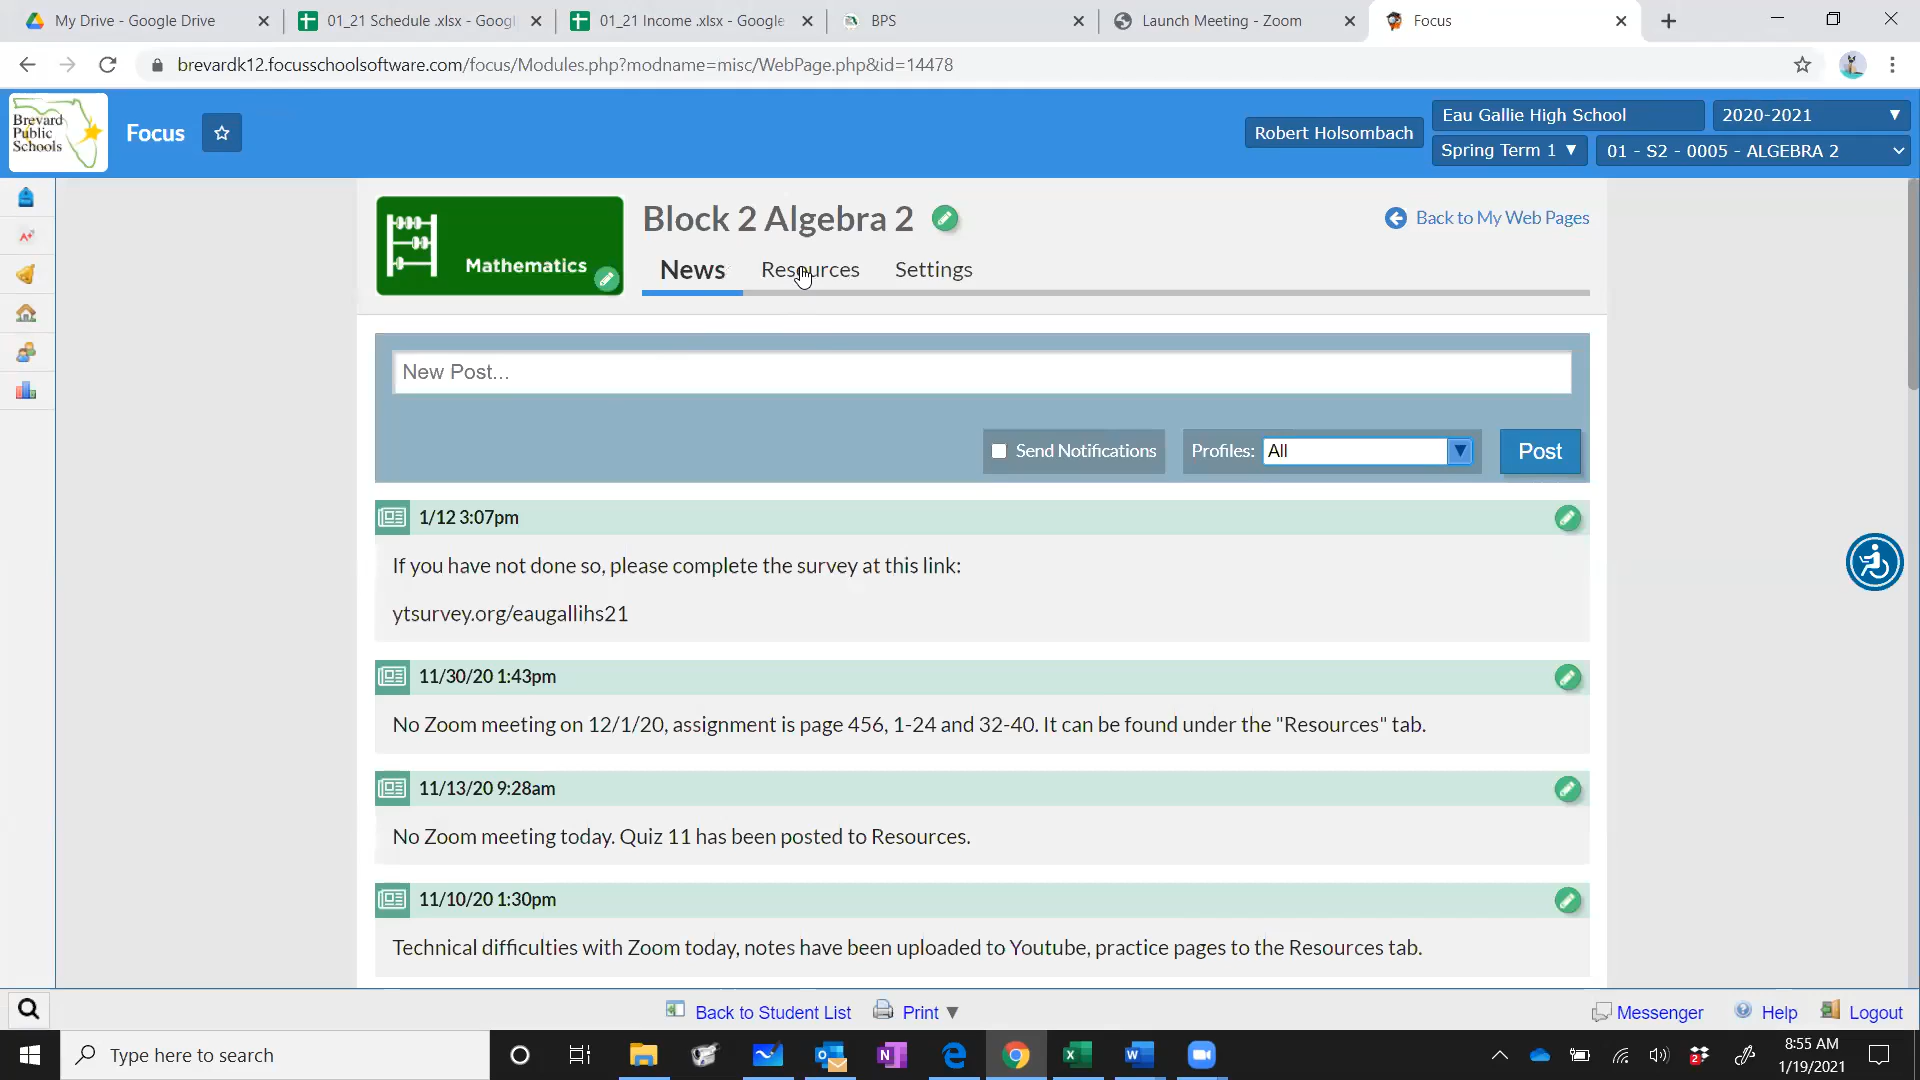 My Drive - Google Drive
01_21 Schedule .xlsx - Googl
01_21 Income .xlsx - Google
BPS
Launch Meeting - Zoom
Focus
brevardk12.focusschoolsoftware.com/focus/Modules.php?modname=misc/WebPage.php&id=14478
Brevard
Public
Schools
Focus
Robert Holsombach
Eau Gallie High School
2020-2021
Spring Term 1
01 - S2 - 0005 - ALGEBRA 2
Mathematics
Block 2 Algebra 2
Back to My Web Pages
News
Resources
Settings
New Post...
Send Notifications
Profiles:
All
Post
1/12 3:07pm
If you have not done so, please complete the survey at this link:
ytsurvey.org/eaugallihs21
11/30/20 1:43pm
No Zoom meeting on 12/1/20, assignment is page 456, 1-24 and 32-40. It can be found under the "Resources" tab.
11/13/20 9:28am
No Zoom meeting today. Quiz 11 has been posted to Resources.
11/10/20 1:30pm
Technical difficulties with Zoom today, notes have been uploaded to Youtube, practice pages to the Resources tab.
Back to Student List
Print
Messenger
Help
Logout
Type here to search
8:55 AM
1/19/2021